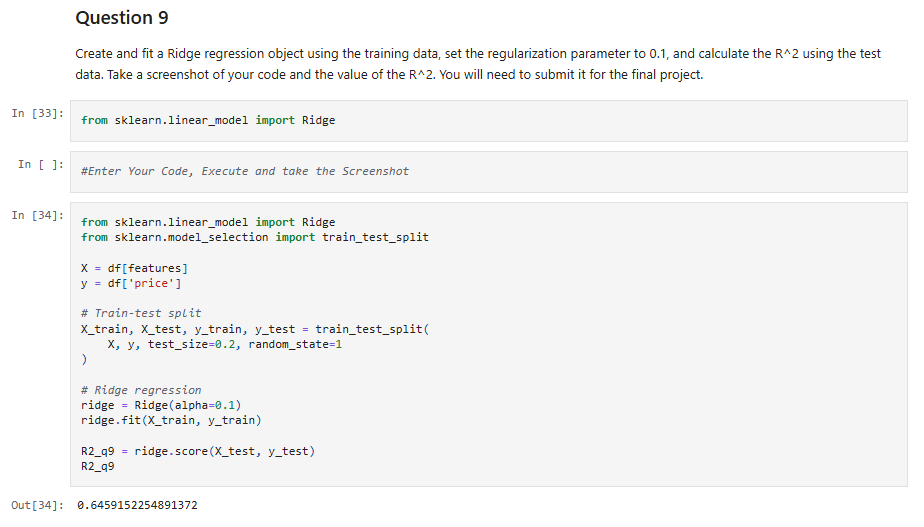 Question 9
Create and fit a Ridge regression object using the training data, set the regularization parameter to 0.1, and calculate the R^2 using the test
data. Take a screenshot of your code and the value of the R^2. You will need to submit it for the final project.
In [33]: from sklearn.linear_model import Ridge
In [ ]: #Enter Your Code, Execute and take the Screenshot
In [34]: from sklearn.linear_model import Ridge
from sklearn.model_selection import train_test_split
X = df[features]
y = df['price']
# Train-test split
X_train, X_test, y_train, y_test = train_test_split(
    X, y, test_size=0.2, random_state=1
)
# Ridge regression
ridge = Ridge(alpha=0.1)
ridge.fit(X_train, y_train)
R2_q9 = ridge.score(X_test, y_test)
R2_q9
Out[34]: 0.6459152254891372